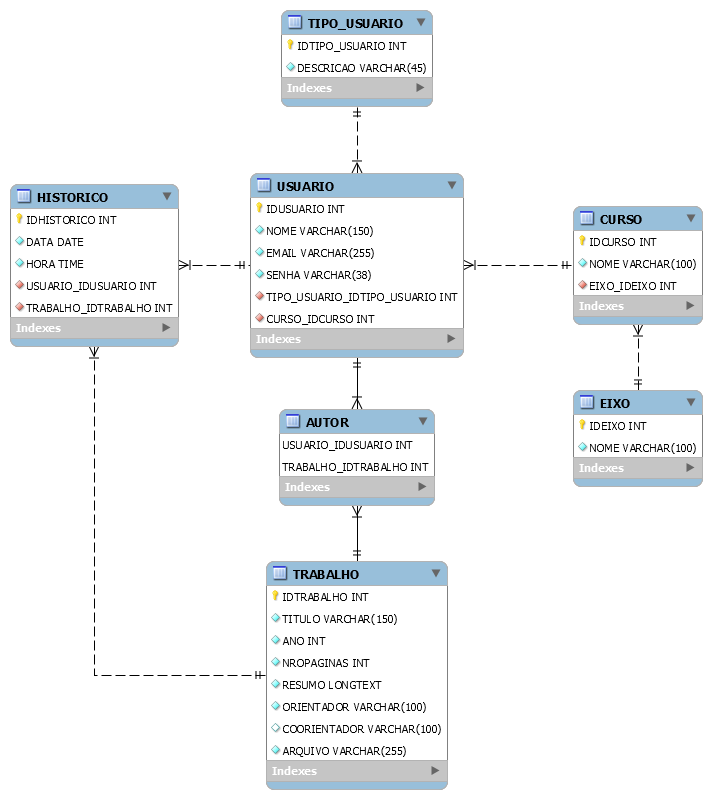 TIPO_USUARIO
IDTIPO_USUARIO INT
DESCRICAO VARCHAR(45)
Indexes
HISTORICO
IDHISTORICO INT
DATA DATE
HORA TIME
USUARIO_IDUSUARIO INT
TRABALHO_IDTRABALHO INT
Indexes
USUARIO
IDUSUARIO INT
NOME VARCHAR(150)
EMAIL VARCHAR(255)
SENHA VARCHAR(38)
TIPO_USUARIO_IDTIPO_USUARIO INT
CURSO_IDCURSO INT
Indexes
CURSO
IDCURSO INT
NOME VARCHAR(100)
EIXO_IDEIXO INT
Indexes
EIXO
IDEIXO INT
NOME VARCHAR(100)
Indexes
AUTOR
USUARIO_IDUSUARIO INT
TRABALHO_IDTRABALHO INT
Indexes
TRABALHO
IDTRABALHO INT
TITULO VARCHAR(150)
ANO INT
NROPAGINAS INT
RESUMO LONGTEXT
ORIENTADOR VARCHAR(100)
COORIENTADOR VARCHAR(100)
ARQUIVO VARCHAR(255)
Indexes